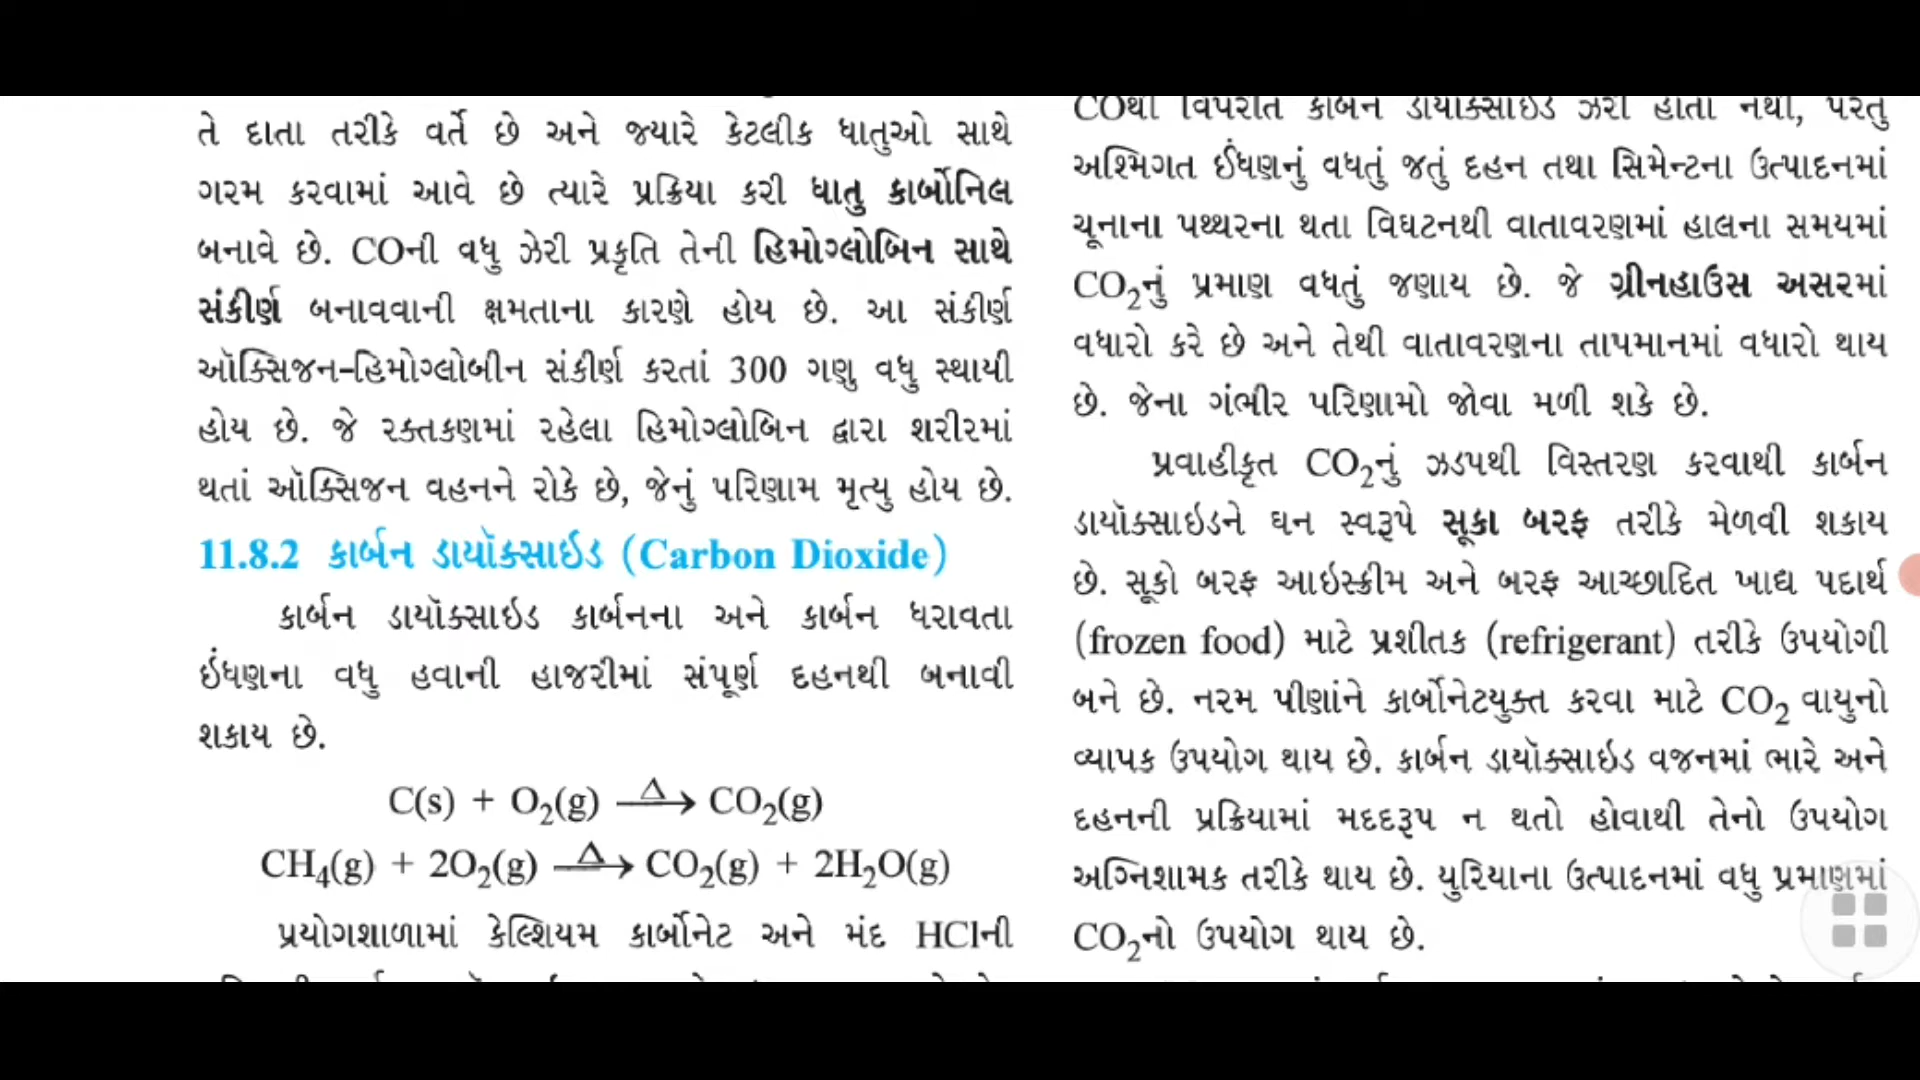 તે દાતા તરીકે વર્તે છે અને જ્યારે કેટલીક ધાતુઓ સાથે
ગરમ કરવામાં આવે છે ત્યારે પ્રક્રિયા કરી ધાતુ કાર્બોનિલ
બનાવે છે. COની વધુ ઝેરી પ્રકૃતિ તેની હિમોગ્લોબિન સાથે
સંકીર્ણ બનાવવાની ક્ષમતાના કારણે હોય છે. આ સંકીર્ણ
ઑક્સિજન-હિમોગ્લોબીન સંકીર્ણ કરતાં 300 ગણુ વધુ સ્થાયી
હોય છે. જે રક્તકણમાં રહેલા હિમોગ્લોબિન દ્વારા શરીરમાં
થતાં ઑક્સિજન વહનને રોકે છે, જેનું પરિણામ મૃત્યુ હોય છે.
11.8.2 કાર્બન ડાયૉક્સાઇડ (Carbon Dioxide)
કાર્બન ડાયૉક્સાઇડ કાર્બનના અને કાર્બન ધરાવતા
ઇંધણના વધુ હવાની હાજરીમાં સંપૂર્ણ દહનથી બનાવી
શકાય છે.
C(s) + O₂(g) —Δ→ CO₂(g)
CH₄(g) + 2O₂(g) —Δ→ CO₂(g) + 2H₂O(g)
પ્રયોગશાળામાં કેલ્શિયમ કાર્બોનેટ અને મંદ HClની
COથી વિપરીત કાર્બન ડાયૉક્સાઇડ ઝેરી હોતો નથી, પરંતુ
અશ્મિગત ઈંધણનું વધતું જતું દહન તથા સિમેન્ટના ઉત્પાદનમાં
ચૂનાના પથ્થરના થતા વિઘટનથી વાતાવરણમાં હાલના સમયમાં
CO₂નું પ્રમાણ વધતું જણાય છે. જે ગ્રીનહાઉસ અસરમાં
વધારો કરે છે અને તેથી વાતાવરણના તાપમાનમાં વધારો થાય
છે. જેના ગંભીર પરિણામો જોવા મળી શકે છે.
પ્રવાહીકૃત CO₂નું ઝડપથી વિસ્તરણ કરવાથી કાર્બન
ડાયૉક્સાઇડને ઘન સ્વરૂપે સૂકા બરફ તરીકે મેળવી શકાય
છે. સૂકો બરફ આઇસ્ક્રીમ અને બરફ આચ્છાદિત ખાદ્ય પદાર્થ
(frozen food) માટે પ્રશીતક (refrigerant) તરીકે ઉપયોગી
બને છે. નરમ પીણાંને કાર્બોનેટયુક્ત કરવા માટે CO₂ વાયુનો
વ્યાપક ઉપયોગ થાય છે. કાર્બન ડાયૉક્સાઇડ વજનમાં ભારે અને
દહનની પ્રક્રિયામાં મદદરૂપ ન થતો હોવાથી તેનો ઉપયોગ
અગ્નિશામક તરીકે થાય છે. યુરિયાના ઉત્પાદનમાં વધુ પ્રમાણમાં
CO₂નો ઉપયોગ થાય છે.